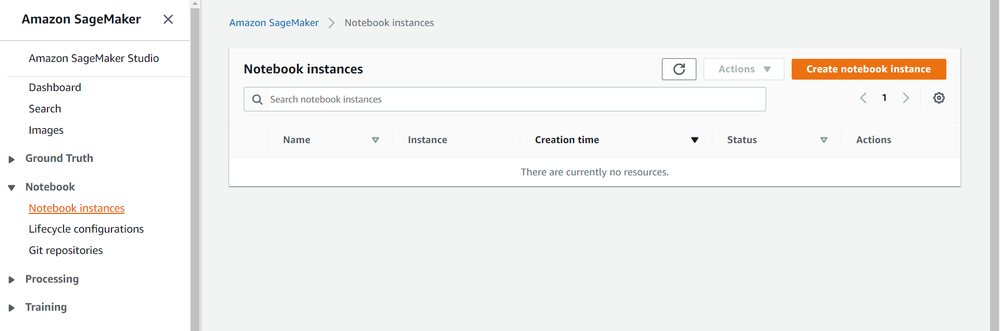 Amazon SageMaker
Amazon SageMaker Studio
Dashboard
Search
Images
Ground Truth
Notebook
Notebook instances
Lifecycle configurations
Git repositories
Processing
Training
Amazon SageMaker Notebook instances
Notebook instances
Actions
Create notebook instance
Search notebook instances
1
Name Instance Creation time Status Actions
There are currently no resources.